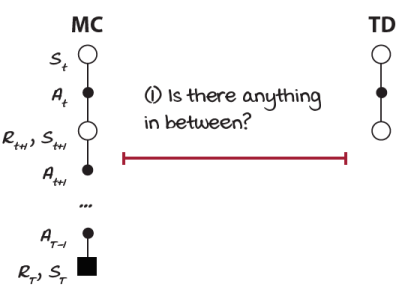 MC
TD
S_t
A_t
R_{t+1}, S_{t+1}
A_{t+1}
(1) Is there anything
in between?
...
A_{T-1}
R_T, S_T